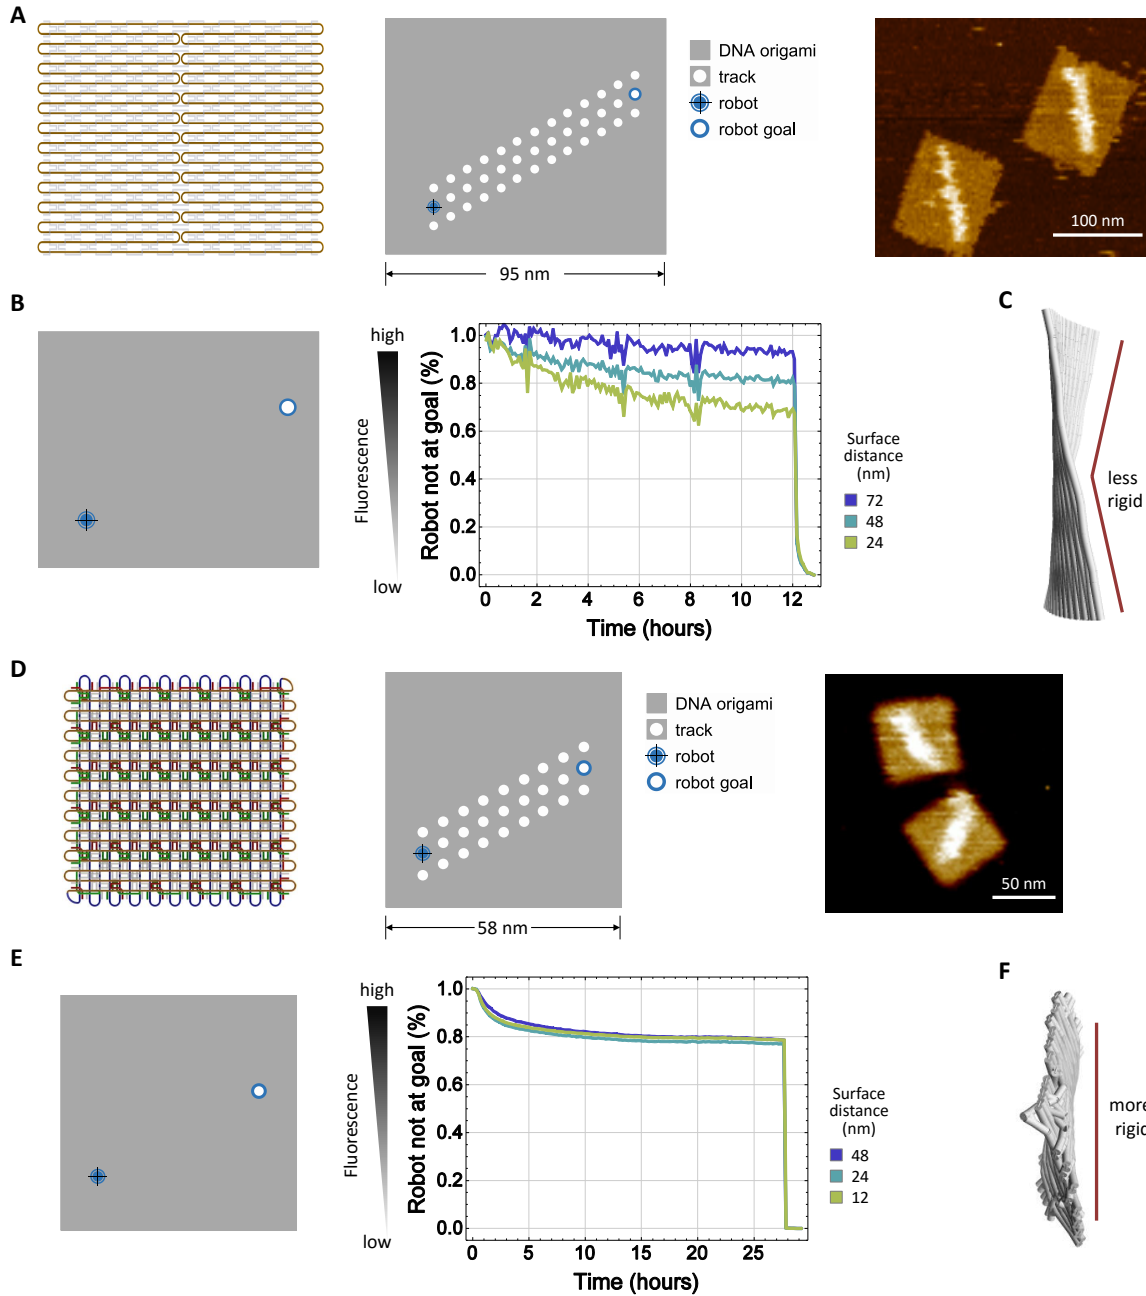 A
DNA origami
track
robot
robot goal
95 nm
100 nm
B
high
Fluorescence
low
Robot not at goal (%)
1.0
0.8
0.6
0.4
0.2
0.0
0 2 4 6 8 10 12
Time (hours)
Surface
distance
(nm)
72
48
24
C
less
rigid
D
DNA origami
track
robot
robot goal
58 nm
50 nm
E
high
Fluorescence
low
Robot not at goal (%)
1.0
0.8
0.6
0.4
0.2
0.0
0 5 10 15 20 25
Time (hours)
Surface
distance
(nm)
48
24
12
F
more
rigid